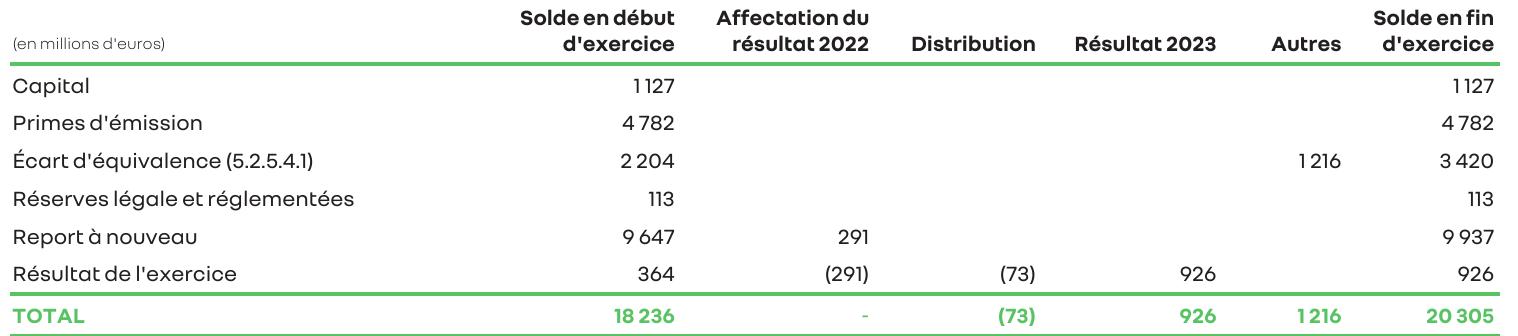 (en millions d'euros) Solde en début d'exercice Affectation du résultat 2022 Distribution Résultat 2023 Autres Solde en fin d'exercice
Capital 1 127 1 127
Primes d'émission 4 782 4 782
Écart d'équivalence (5.2.5.4.1) 2 204 1 216 3 420
Réserves légale et réglementées 113 113
Report à nouveau 9 647 291 9 937
Résultat de l'exercice 364 (291) (73) 926 926
TOTAL 18 236 - (73) 926 1 216 20 305